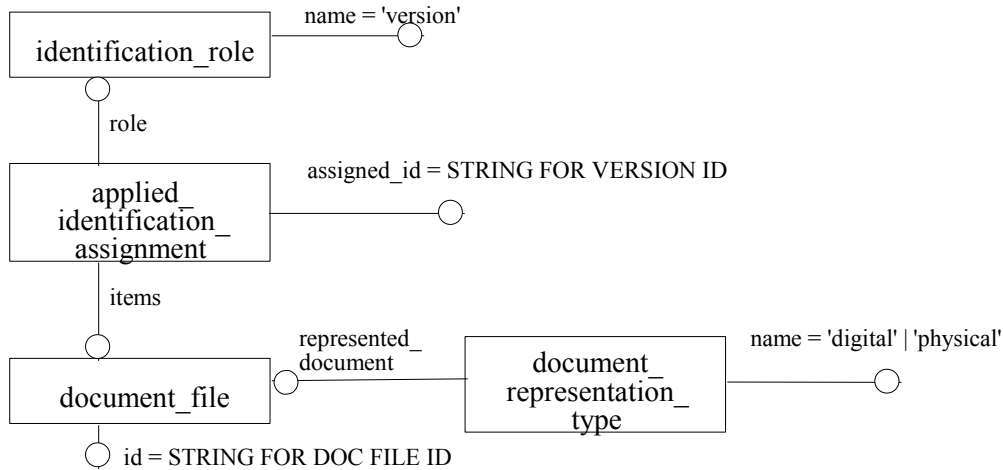 name = 'version'
identification_role
role
assigned_id = STRING FOR VERSION ID
applied_
identification_
assignment
items
represented_
document
name = 'digital' | 'physical'
document_
representation_
type
document_file
id = STRING FOR DOC FILE ID